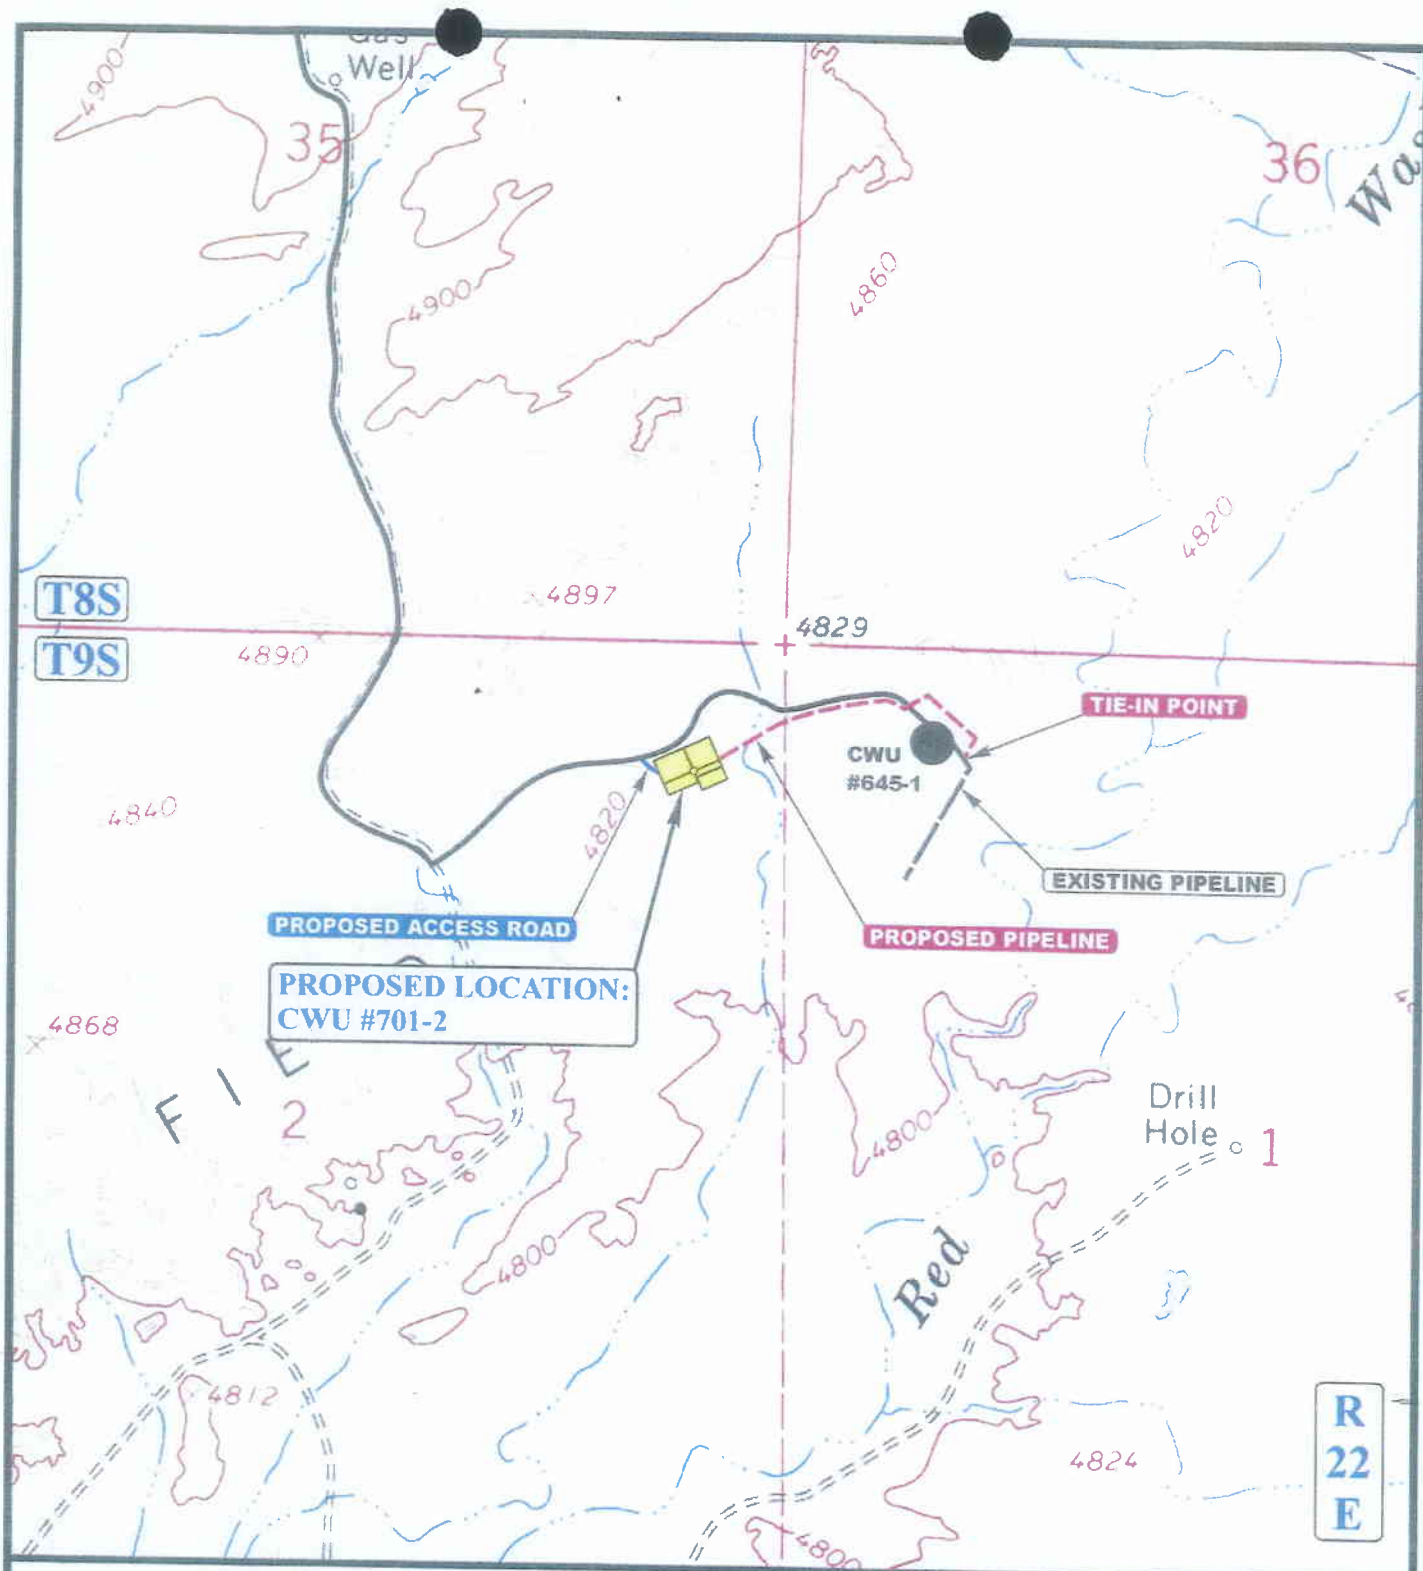 Well
4900
35
36
4860
4900
4820
T8S
4897
4829
T9S
4890
TIE-IN POINT
CWU
#645-1
4840
4820
EXISTING PIPELINE
PROPOSED ACCESS ROAD
PROPOSED PIPELINE
PROPOSED LOCATION:
CWU #701-2
4868
F I E
2
Drill
Hole
1
4800
4800
Red
4812
4824
R
22
E
4800